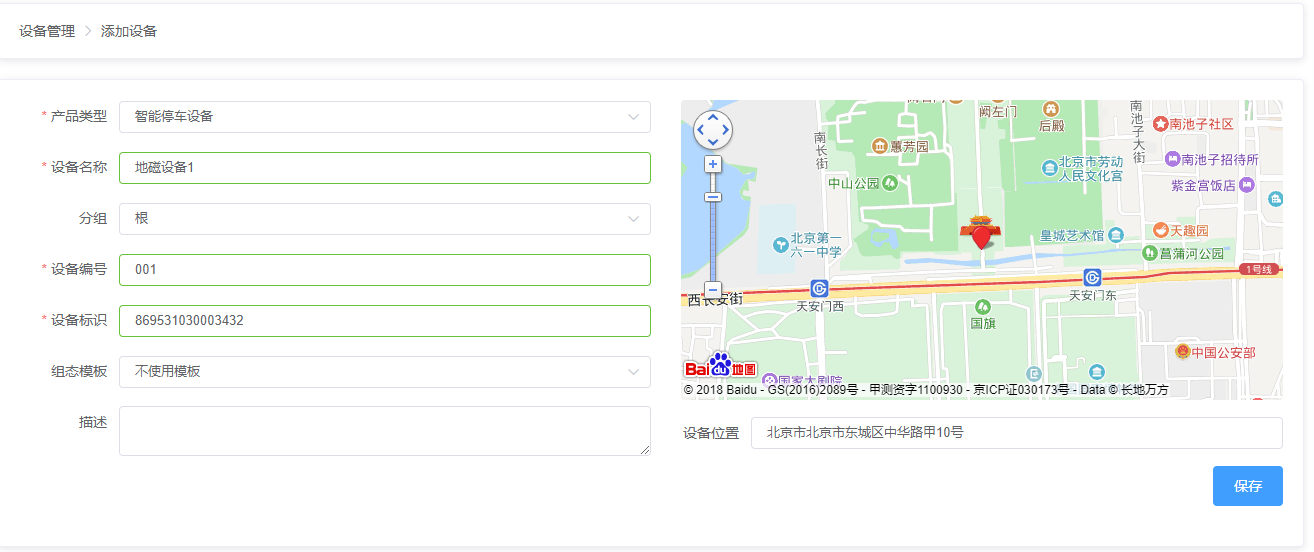 设备管理 > 添加设备
* 产品类型 智能停车设备
* 设备名称 地磁设备1
分组 根
* 设备编号 001
* 设备标识 869531030003432
组态模板 不使用模板
描述
阙左门
后殿
南池子大街
南池子社区
南长街
蕙芳园
北京市劳动
人民文化宫
南池子招待所
中山公园
紫金宫饭店
北京第一
六一中学
皇城艺术馆
天趣园
菖蒲河公园
1号线
西长安街
天安门西
天安门东
国旗
中国公安部
Bai du 地图
国家大剧院
© 2018 Baidu - GS(2016)2089号 - 甲测资字1100930 - 京ICP证030173号 - Data © 长地万方
设备位置 北京市北京市东城区中华路甲10号
保存